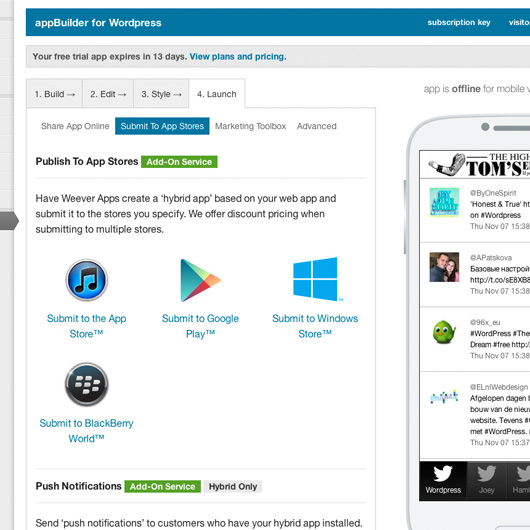 appBuilder for Wordpress
subscription key
Your free trial app expires in 13 days. View plans and pricing.
1. Build → 2. Edit → 3. Style → 4. Launch
app is offline for mobile
Share App Online Submit To App Stores Marketing Toolbox Advanced
Publish To App Stores Add-On Service
Have Weever Apps create a ‘hybrid app’ based on your web app and
submit it to the stores you specify. We offer discount pricing when
submitting to multiple stores.
Submit to the App
Store™
Submit to Google
Play™
Submit to Windows
Store™
Submit to BlackBerry
World™
Push Notifications Add-On Service Hybrid Only
Send ‘push notifications’ to customers who have your hybrid app installed.
THE HIGH
TOM'S
@ByOneSpirit
'Honest & True' ht
on #Wordpress
Thu Nov 07 15:38
@APatskova
Базовые настрой
http://t.co/sE8XB8
Thu Nov 07 15:38
@96x_eu
#WordPress #The
Dream #free http:/
Thu Nov 07 15:38
@ELniWebdesign
Afgelopen dagen b
bouw van de nieuw
website. Tevens #
met #WordPress.
Thu Nov 07 15:37
Wordpress Joey